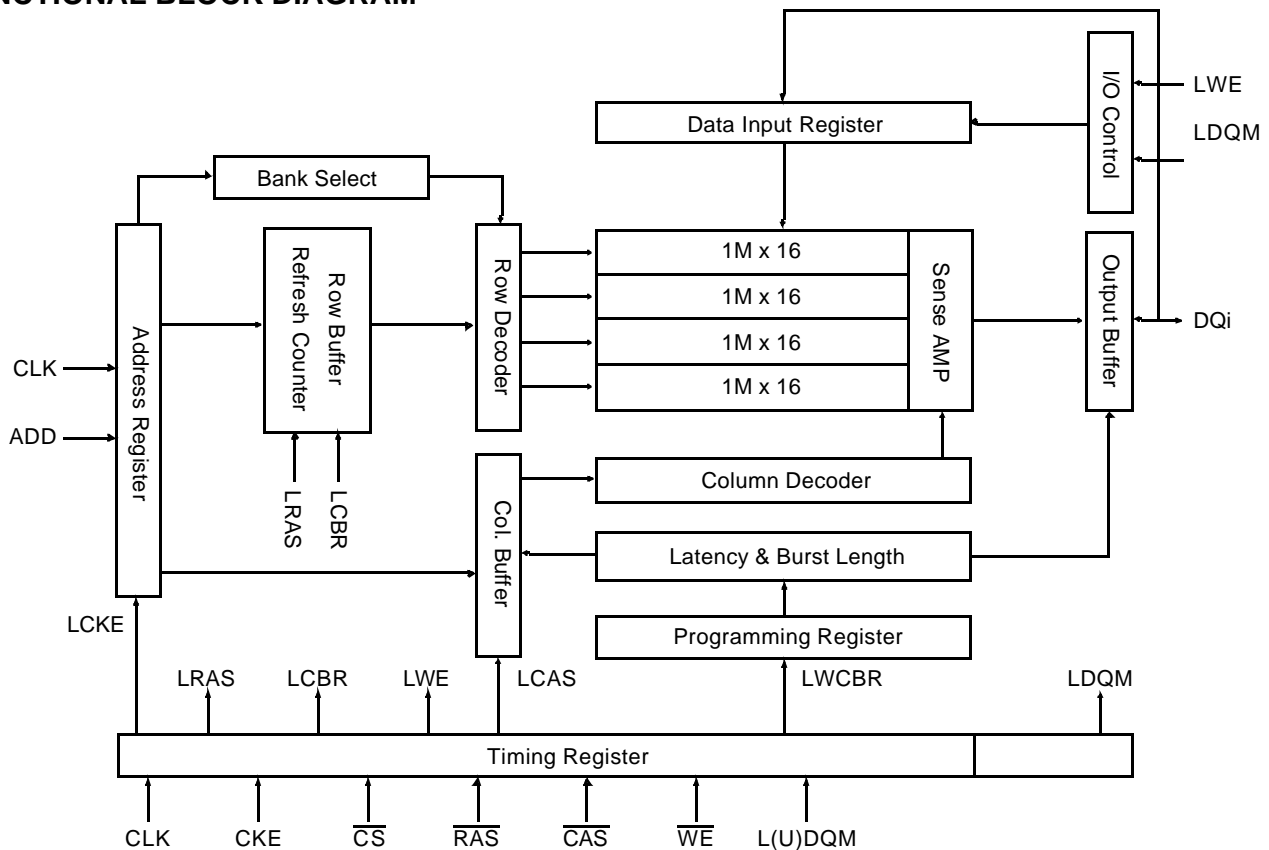 NCTIONAL BLOCK DIAGRAM
LWE
I/O Control
Data Input Register
LDQM
Bank Select
1M x 16
1M x 16
1M x 16
1M x 16
Refresh Counter
Row Buffer
Row Decoder
Sense AMP
Output Buffer
DQi
Address Register
CLK
ADD
LRAS
LCBR
Col. Buffer
Column Decoder
Latency & Burst Length
Programming Register
LCKE
LRAS
LCBR
LWE
LCAS
LWCBR
LDQM
Timing Register
CLK
CKE
CS
RAS
CAS
WE
L(U)DQM